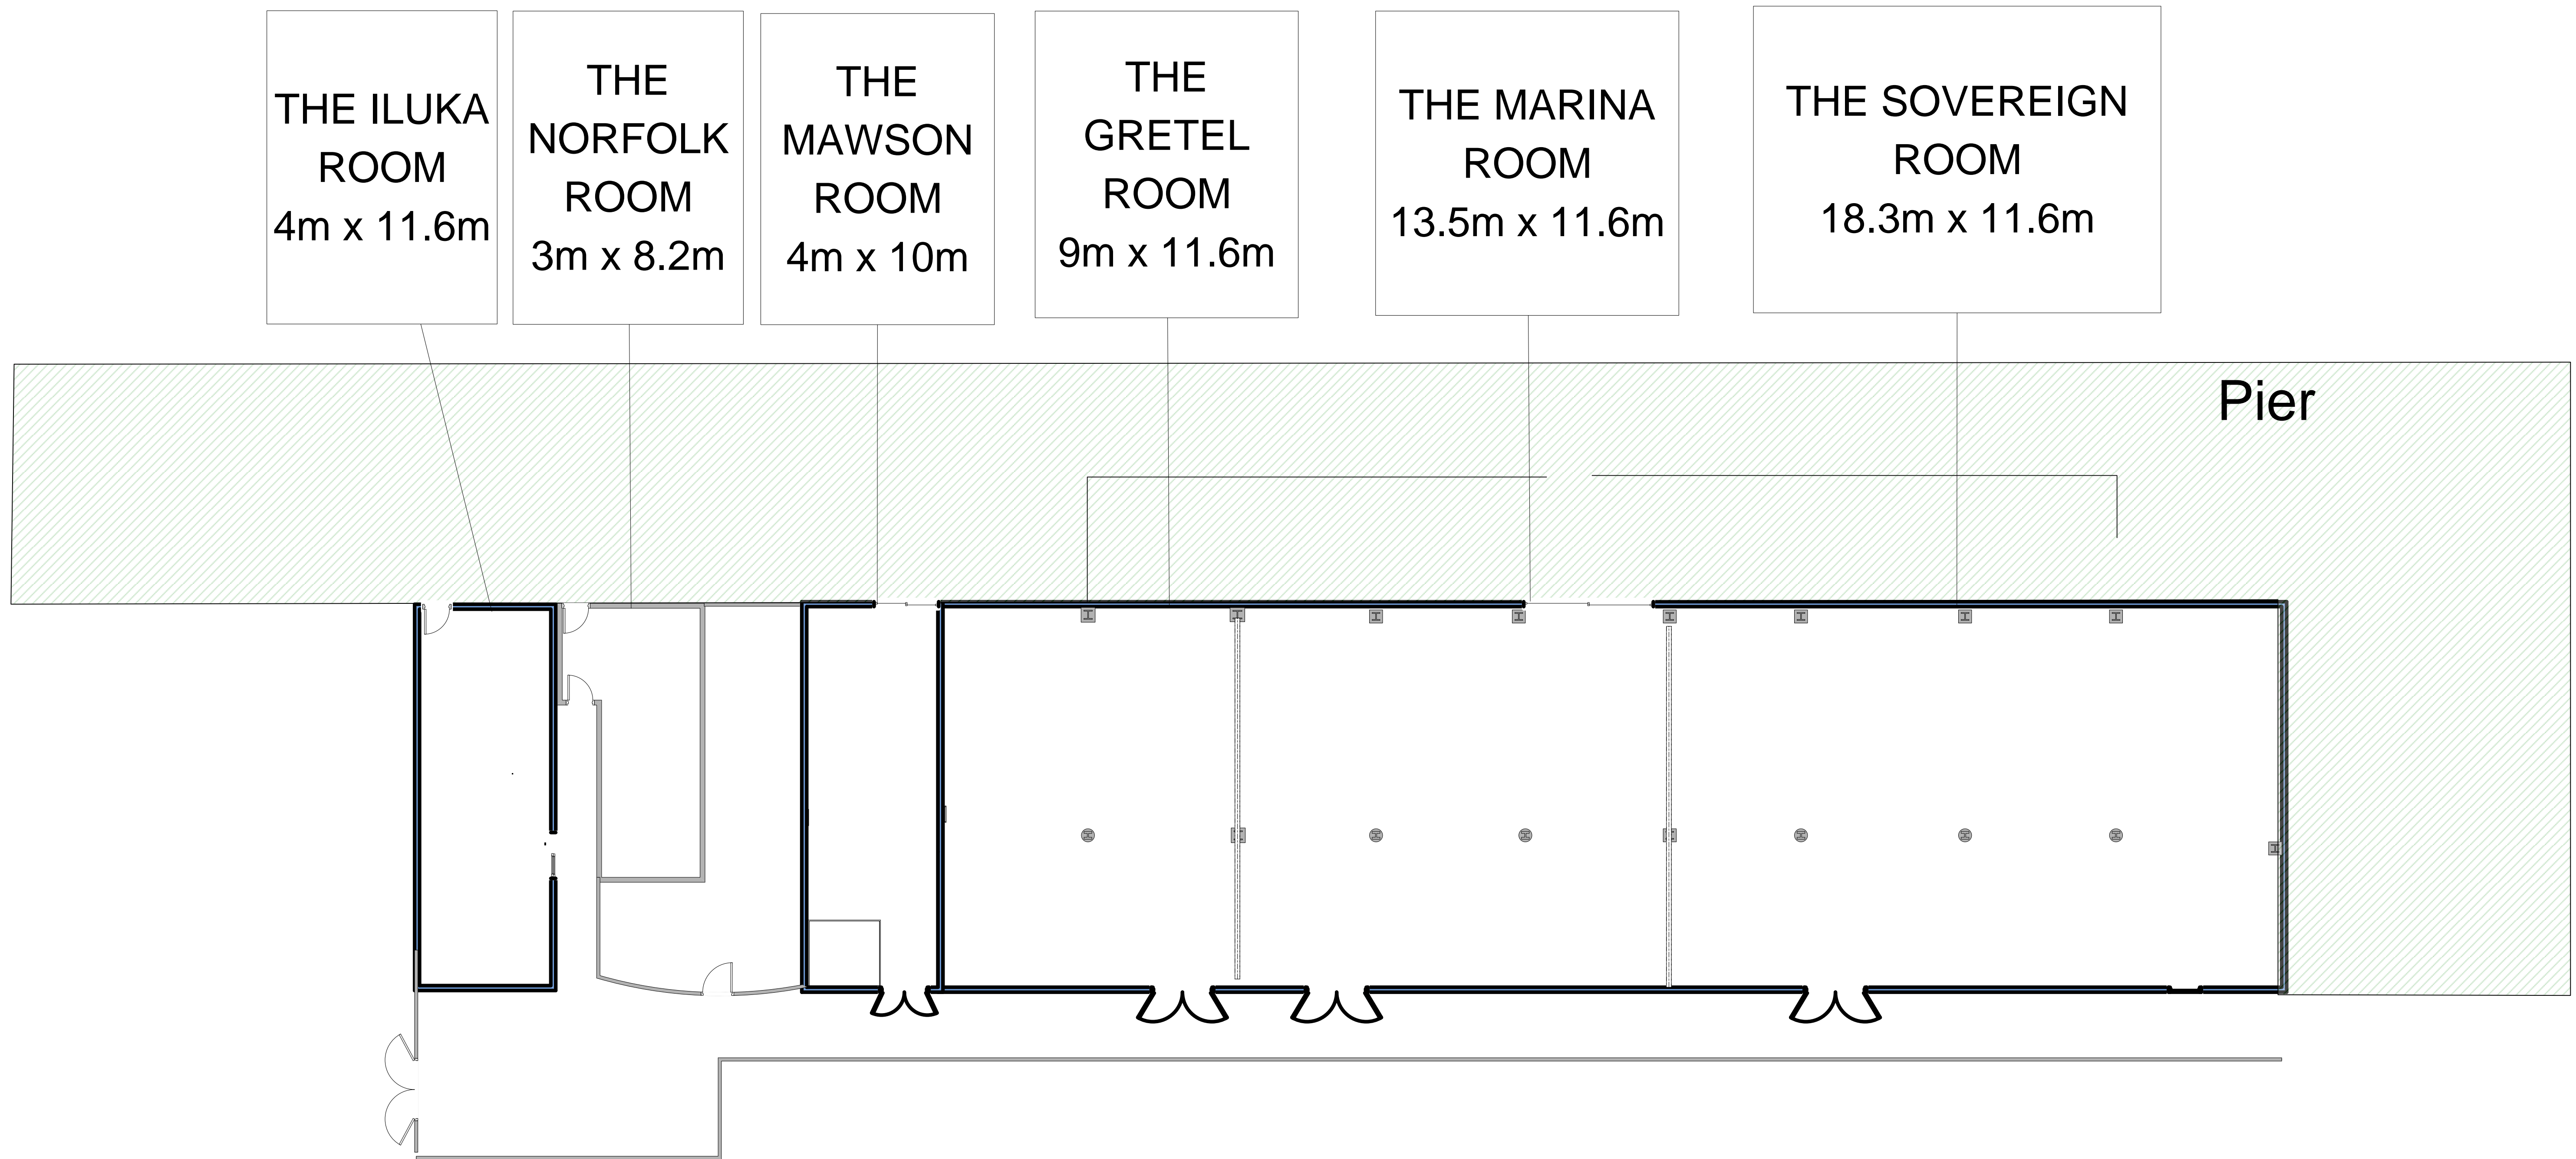 THE ILUKA
ROOM
4m x 11.6m
THE
NORFOLK
ROOM
3m x 8.2m
THE
MAWSON
ROOM
4m x 10m
THE
GRETEL
ROOM
9m x 11.6m
THE MARINA
ROOM
13.5m x 11.6m
THE SOVEREIGN
ROOM
18.3m x 11.6m
Pier